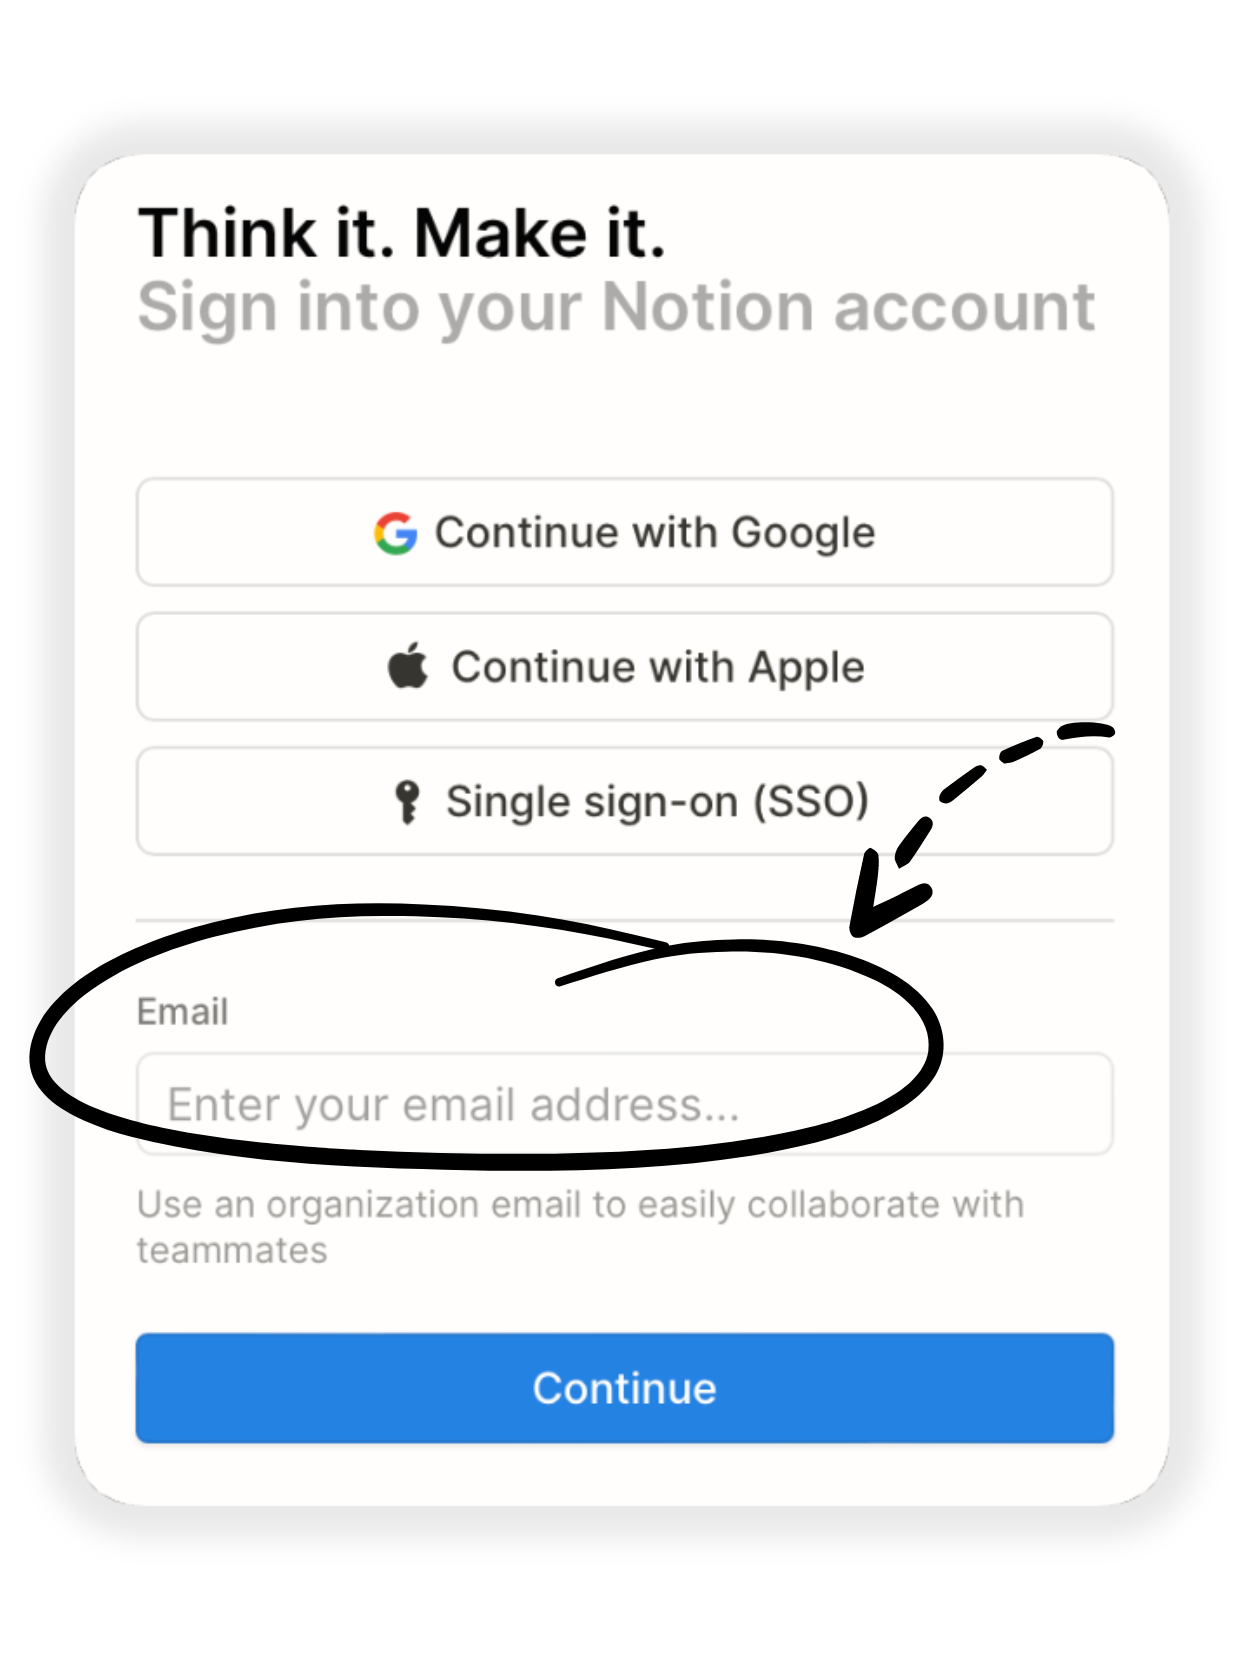 Think it. Make it.
Sign into your Notion account
Continue with Google
Continue with Apple
Single sign-on (SSO)
Email
Enter your email address...
Use an organization email to easily collaborate with
teammates
Continue